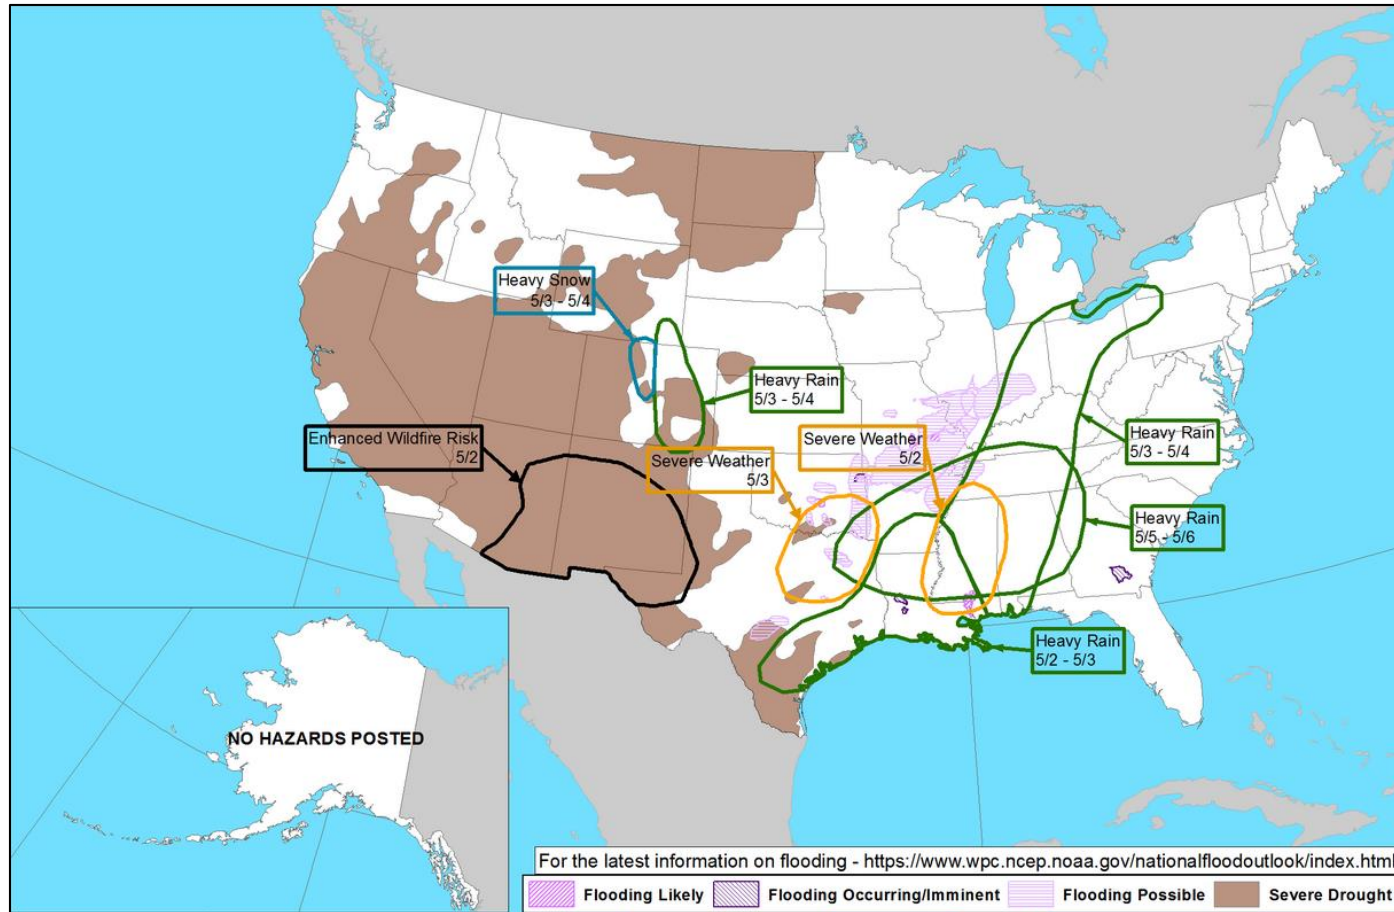 Heavy Snow
5/3 - 5/4
Heavy Rain
5/3 - 5/4
Enhanced Wildfire Risk
5/2
Severe Weather
5/3
Severe Weather
5/2
Heavy Rain
5/3 - 5/4
Heavy Rain
5/5 - 5/6
Heavy Rain
5/2 - 5/3
NO HAZARDS POSTED
For the latest information on flooding - https://www.wpc.ncep.noaa.gov/nationalfloodoutlook/index.html
Flooding Likely Flooding Occurring/Imminent Flooding Possible Severe Drought